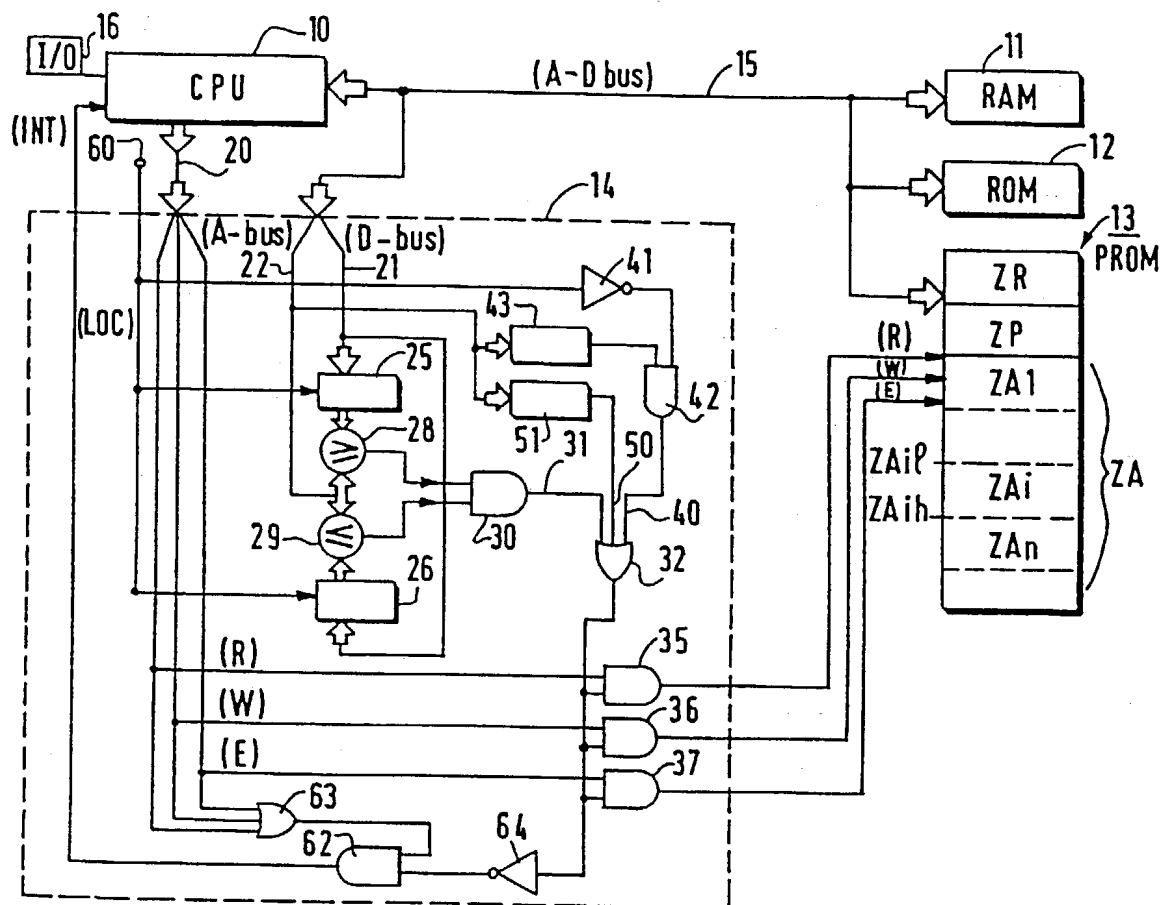 16
10
I/O
CPU
(A-D bus)
15
11
RAM
(INT)
60
20
12
ROM
14
13
PROM
(A-bus)
(D-bus)
22
21
41
ZR
43
(LOC)
ZP
(R)
(W)
(E)
25
ZA1
42
51
28
50
31
ZAiℓ
ZAi
ZA
ZAih
29
30
40
32
ZAn
26
(R)
35
(W)
36
(E)
37
63
64
62
≥
≤